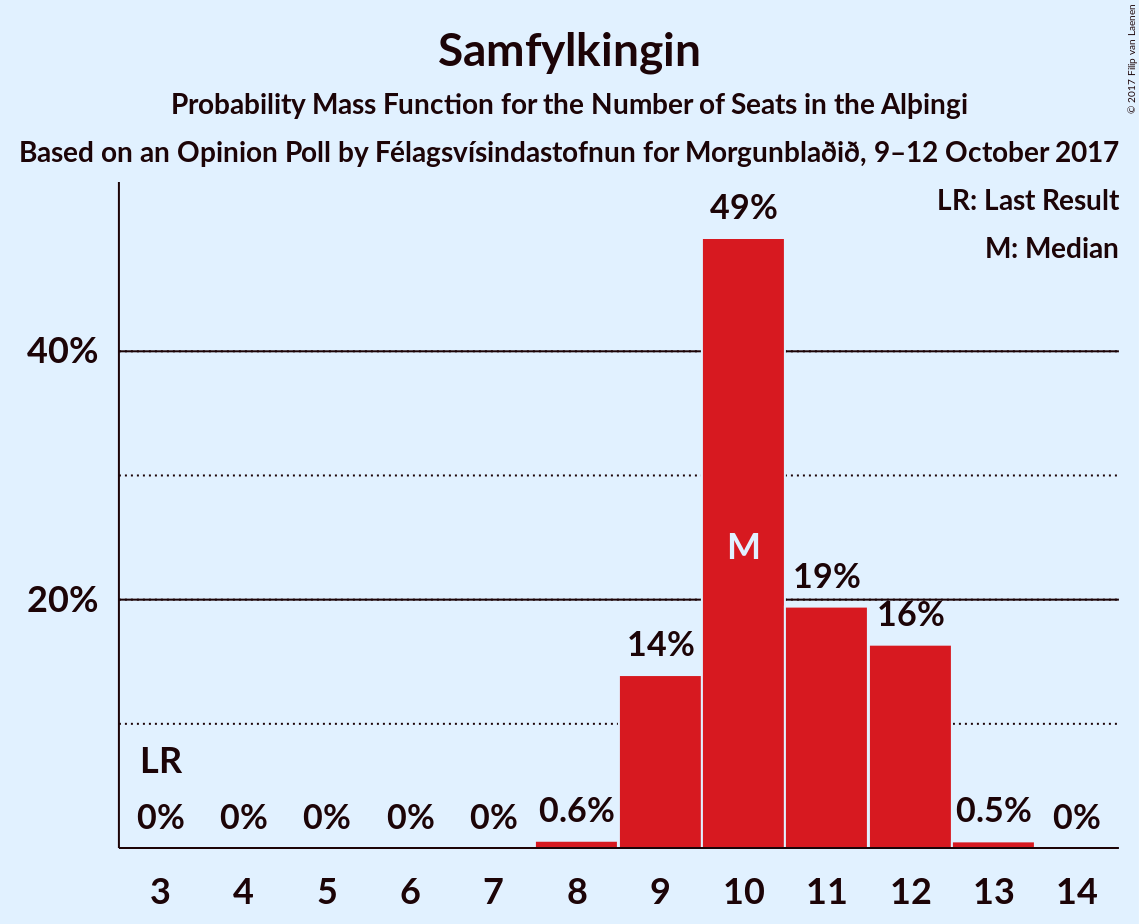 Samfylkingin
Probability Mass Function for the Number of Seats in the Alþingi
Based on an Opinion Poll by Félagsvísindastofnun for Morgunblaðið, 9–12 October 2017
© 2017 Filip van Laenen
LR: Last Result
M: Median
40%
20%
LR
0%
0%
0%
0%
0%
0.6%
14%
49%
M
19%
16%
0.5%
0%
3 4 5 6 7 8 9 10 11 12 13 14